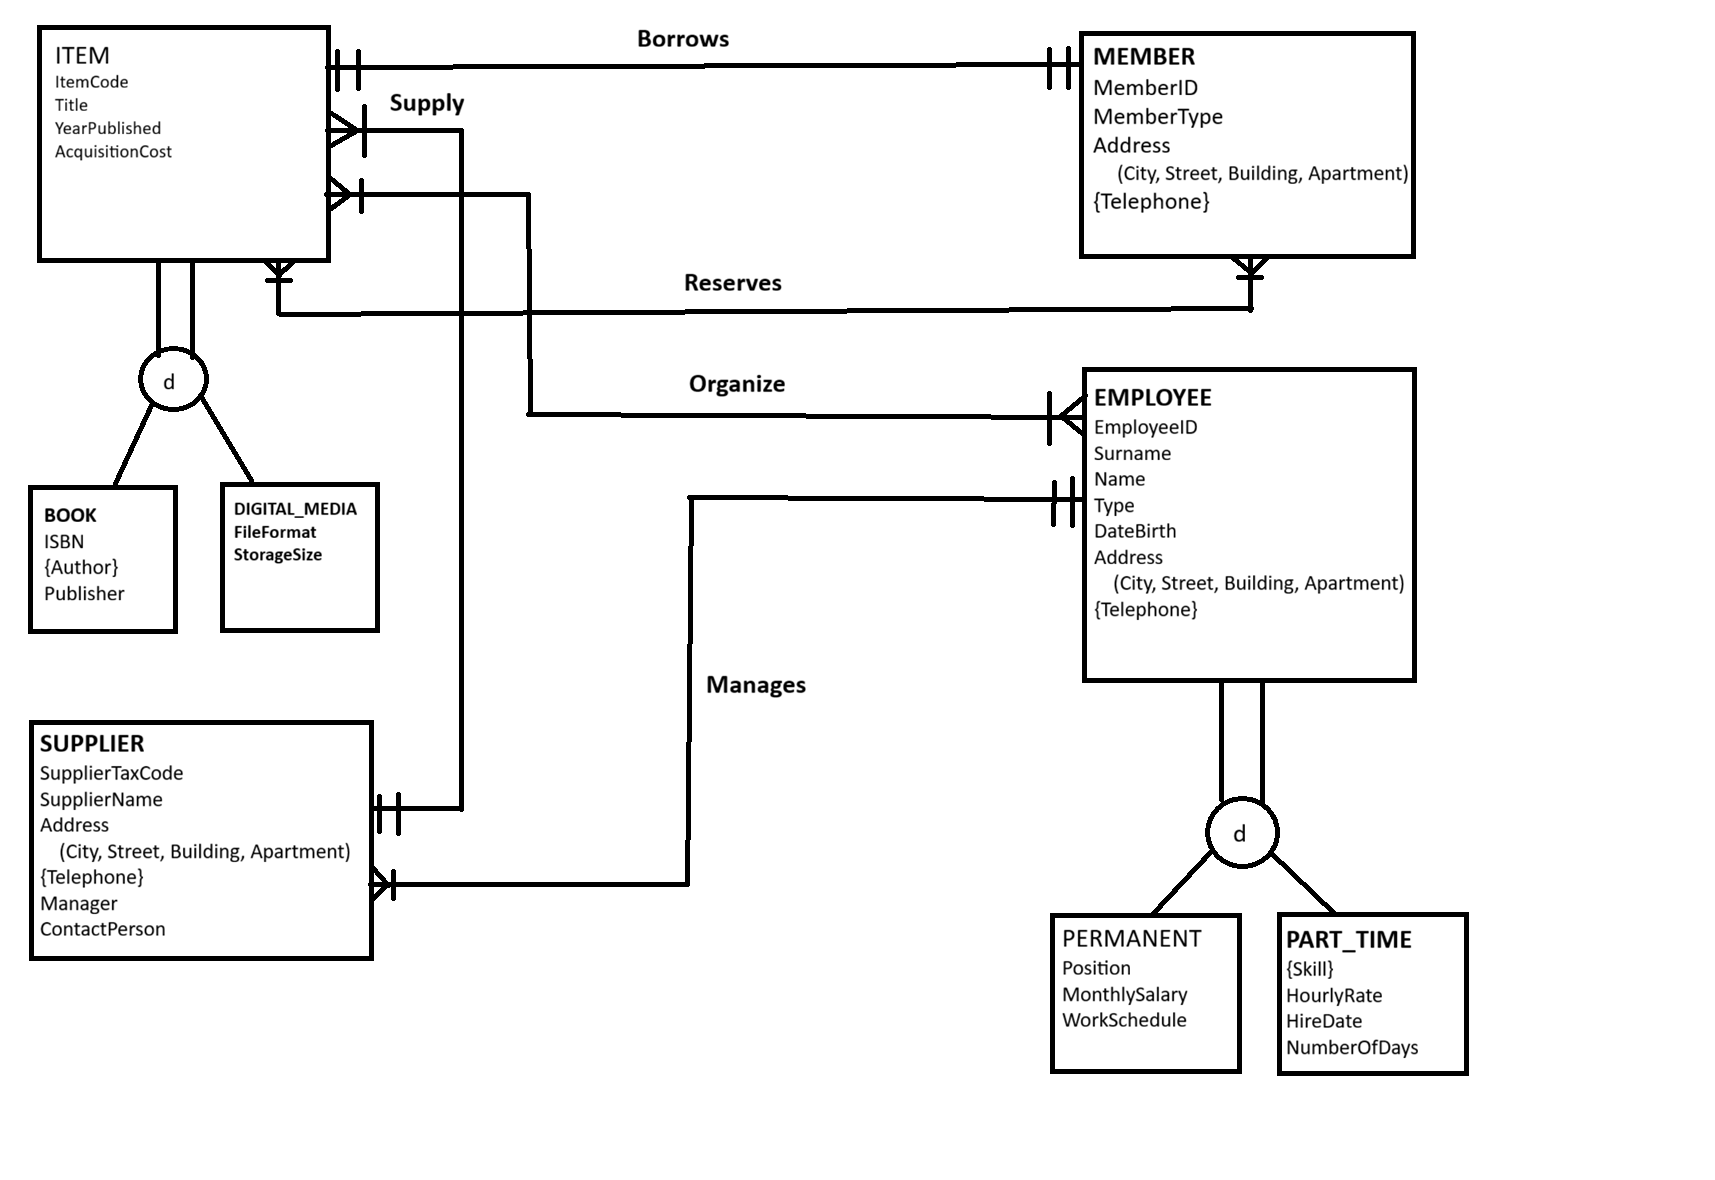 ITEM
ItemCode
Title
YearPublished
AcquisitionCost
Borrows
Supply
MEMBER
MemberID
MemberType
Address
(City, Street, Building, Apartment)
{Telephone}
Reserves
d
Organize
EMPLOYEE
EmployeeID
Surname
Name
Type
DateBirth
Address
(City, Street, Building, Apartment)
{Telephone}
BOOK
ISBN
{Author}
Publisher
DIGITAL_MEDIA
FileFormat
StorageSize
Manages
SUPPLIER
SupplierTaxCode
SupplierName
Address
(City, Street, Building, Apartment)
{Telephone}
Manager
ContactPerson
d
PERMANENT
Position
MonthlySalary
WorkSchedule
PART_TIME
{Skill}
HourlyRate
HireDate
NumberOfDays